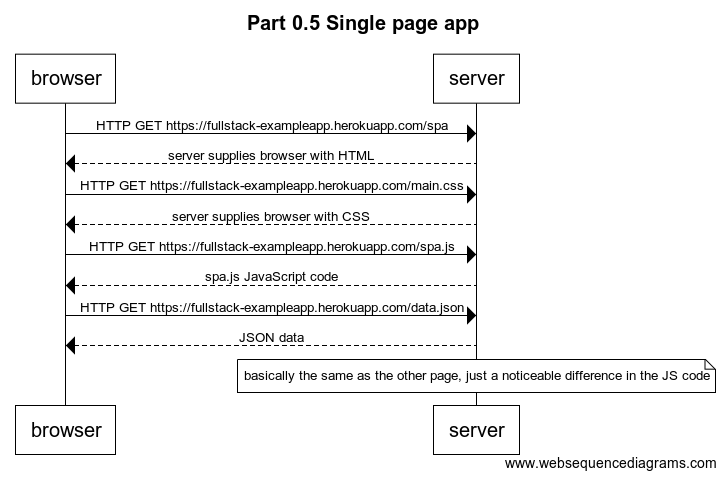 Part 0.5 Single page app
browser
server
HTTP GET https://fullstack-exampleapp.herokuapp.com/spa
server supplies browser with HTML
HTTP GET https://fullstack-exampleapp.herokuapp.com/main.css
server supplies browser with CSS
HTTP GET https://fullstack-exampleapp.herokuapp.com/spa.js
spa.js JavaScript code
HTTP GET https://fullstack-exampleapp.herokuapp.com/data.json
JSON data
basically the same as the other page, just a noticeable difference in the JS code
browser
server
www.websequencediagrams.com